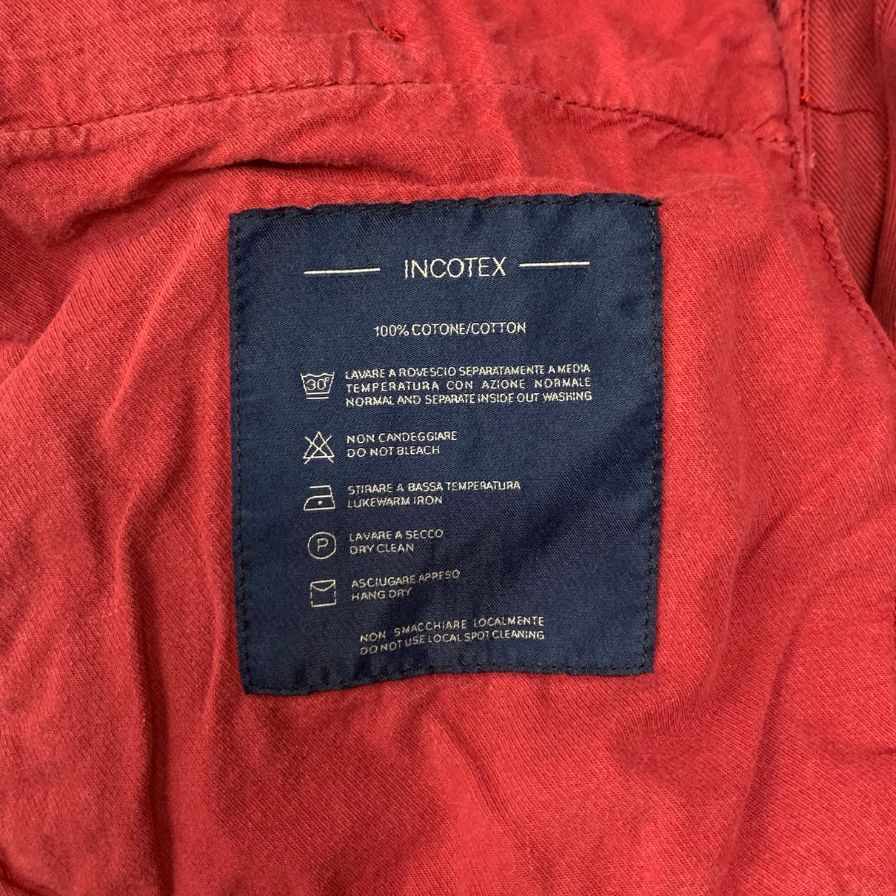 INCOTEX
100% COTONE/COTTON
30° LAVARE A ROVESCIO SEPARATAMENTE A MEDIA
TEMPERATURA CON AZIONE NORMALE
NORMAL AND SEPARATE INSIDE OUT WASHING
NON CANDEGGIARE
DO NOT BLEACH
STIRARE A BASSA TEMPERATURA
LUKEWARM IRON
P LAVARE A SECCO
DRY CLEAN
ASCIUGARE APPESO
HANG DRY
NON SMACCHIARE LOCALMENTE
DO NOT USE LOCAL SPOT CLEANING